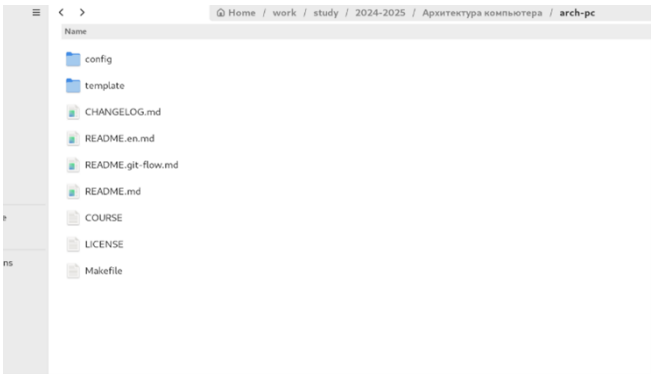 Home / work / study / 2024-2025 / Архитектура компьютера / arch-pc
Name
config
template
CHANGELOG.md
README.en.md
README.git-flow.md
README.md
e
COURSE
LICENSE
ns
Makefile